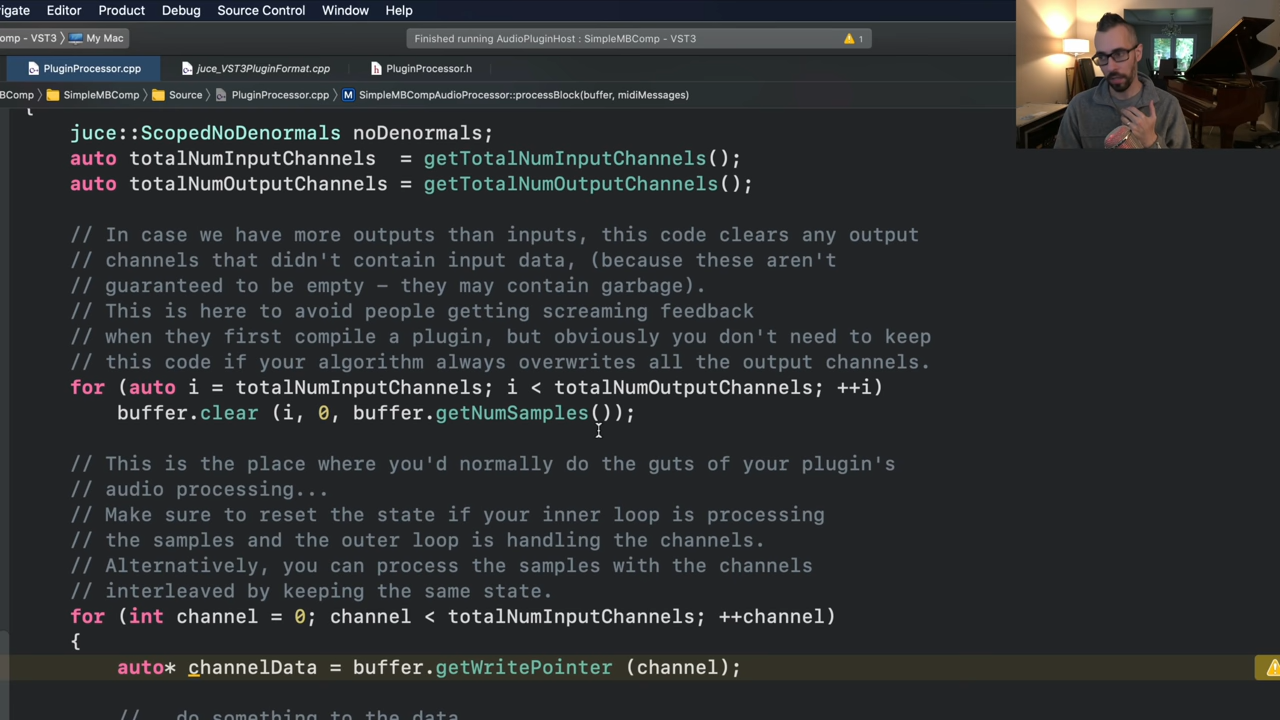 igate Editor Product Debug Source Control Window Help
Comp - VST3 My Mac Finished running AudioPluginHost : SimpleMBComp - VST3 1
PluginProcessor.cpp juce_VST3PluginFormat.cpp PluginProcessor.h
BComp SimpleMBComp Source PluginProcessor.cpp M SimpleMBCompAudioProcessor::processBlock(buffer, midiMessages)
{
juce::ScopedNoDenormals noDenormals;
auto totalNumInputChannels  = getTotalNumInputChannels();
auto totalNumOutputChannels = getTotalNumOutputChannels();
// In case we have more outputs than inputs, this code clears any output
// channels that didn't contain input data, (because these aren't
// guaranteed to be empty - they may contain garbage).
// This is here to avoid people getting screaming feedback
// when they first compile a plugin, but obviously you don't need to keep
// this code if your algorithm always overwrites all the output channels.
for (auto i = totalNumInputChannels; i < totalNumOutputChannels; ++i)
buffer.clear (i, 0, buffer.getNumSamples());
// This is the place where you'd normally do the guts of your plugin's
// audio processing...
// Make sure to reset the state if your inner loop is processing
// the samples and the outer loop is handling the channels.
// Alternatively, you can process the samples with the channels
// interleaved by keeping the same state.
for (int channel = 0; channel < totalNumInputChannels; ++channel)
{
auto* channelData = buffer.getWritePointer (channel);
// ..do something to the data...